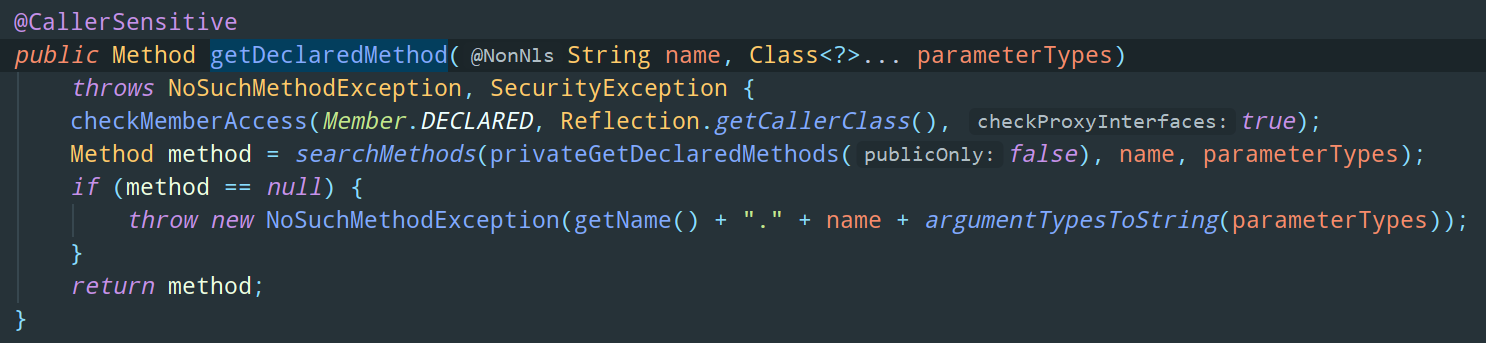 @CallerSensitive
public Method getDeclaredMethod( @NonNls String name, Class<?>... parameterTypes)
    throws NoSuchMethodException, SecurityException {
    checkMemberAccess(Member.DECLARED, Reflection.getCallerClass(), checkProxyInterfaces: true);
    Method method = searchMethods(privateGetDeclaredMethods( publicOnly: false), name, parameterTypes);
    if (method == null) {
        throw new NoSuchMethodException(getName() + "." + name + argumentTypesToString(parameterTypes));
    }
    return method;
}